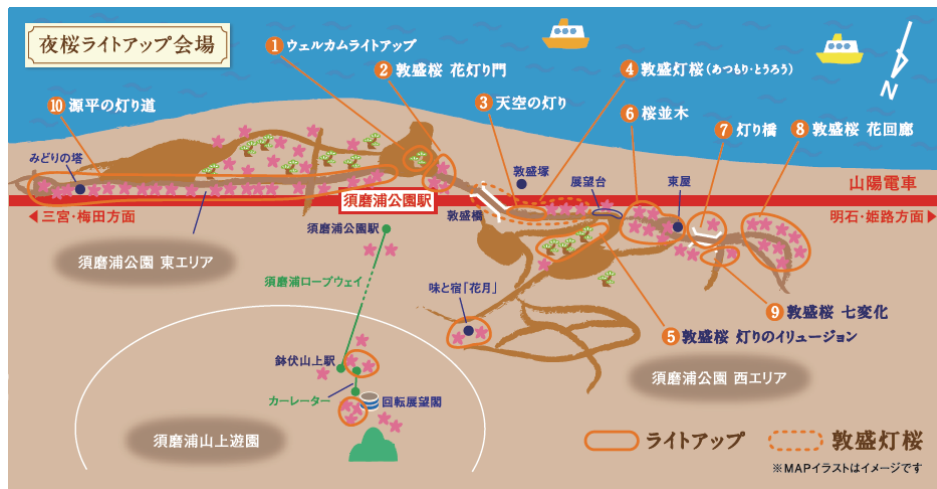 夜桜ライトアップ会場
1 ウェルカムライトアップ
2 敦盛桜 花灯り門
3 天空の灯り
4 敦盛灯桜(あつもり・とうろう)
6 桜並木
7 灯り橋
8 敦盛桜 花回廊
10 源平の灯り道
N
みどりの塔
敦盛塚
展望台
東屋
山陽電車
須磨浦公園駅
敦盛橋
◀三宮・梅田方面
明石・姫路方面▶
須磨浦公園駅
須磨浦公園 東エリア
須磨浦ロープウェイ
味と宿「花月」
9 敦盛桜 七変化
5 敦盛桜 灯りのイリュージョン
鉢伏山上駅
カーレーター
回転展望閣
須磨浦公園 西エリア
須磨浦山上遊園
ライトアップ
敦盛灯桜
※MAPイラストはイメージです